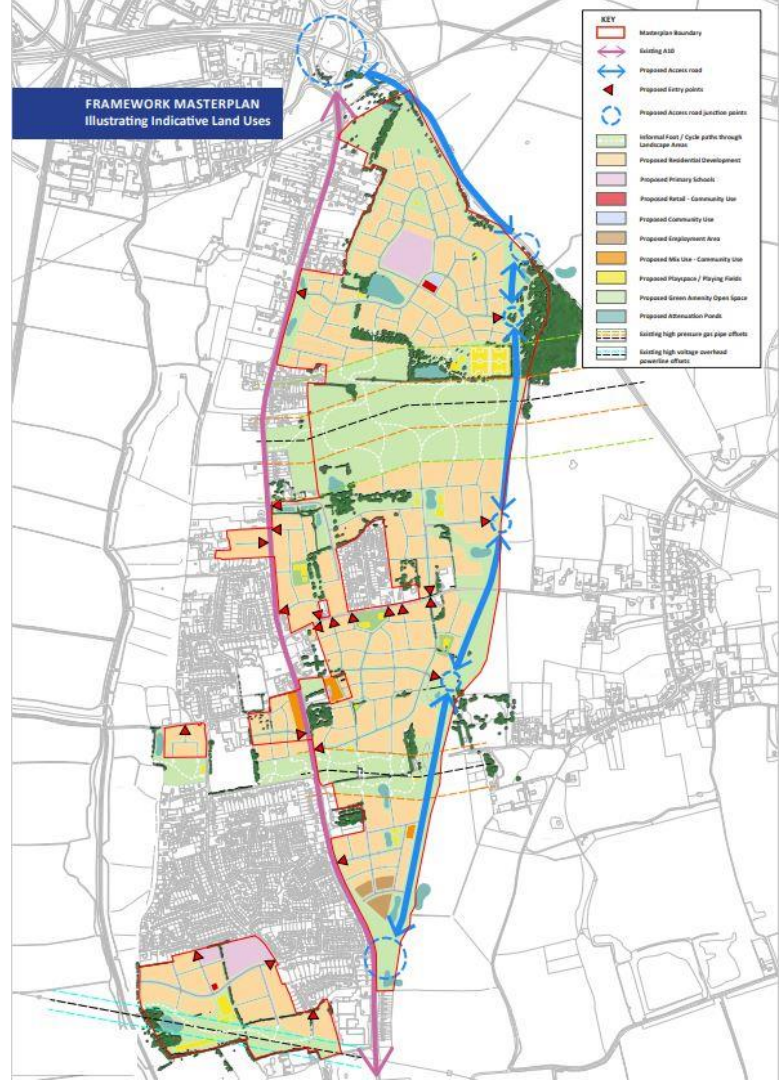 FRAMEWORK MASTERPLAN
Illustrating Indicative Land Uses
KEY
Masterplan Boundary
Existing A10
Proposed Access road
Proposed Entry points
Proposed Access road junction points
Informal Foot / Cycle paths through
Landscape Areas
Proposed Residential Development
Proposed Primary Schools
Proposed Retail - Community Use
Proposed Community Use
Proposed Employment Area
Proposed Mix Use - Community Use
Proposed Playspace / Playing Fields
Proposed Green Amenity Open Space
Proposed Attenuation Ponds
Existing high pressure gas pipe offsets
Existing high voltage overhead
powerline offsets